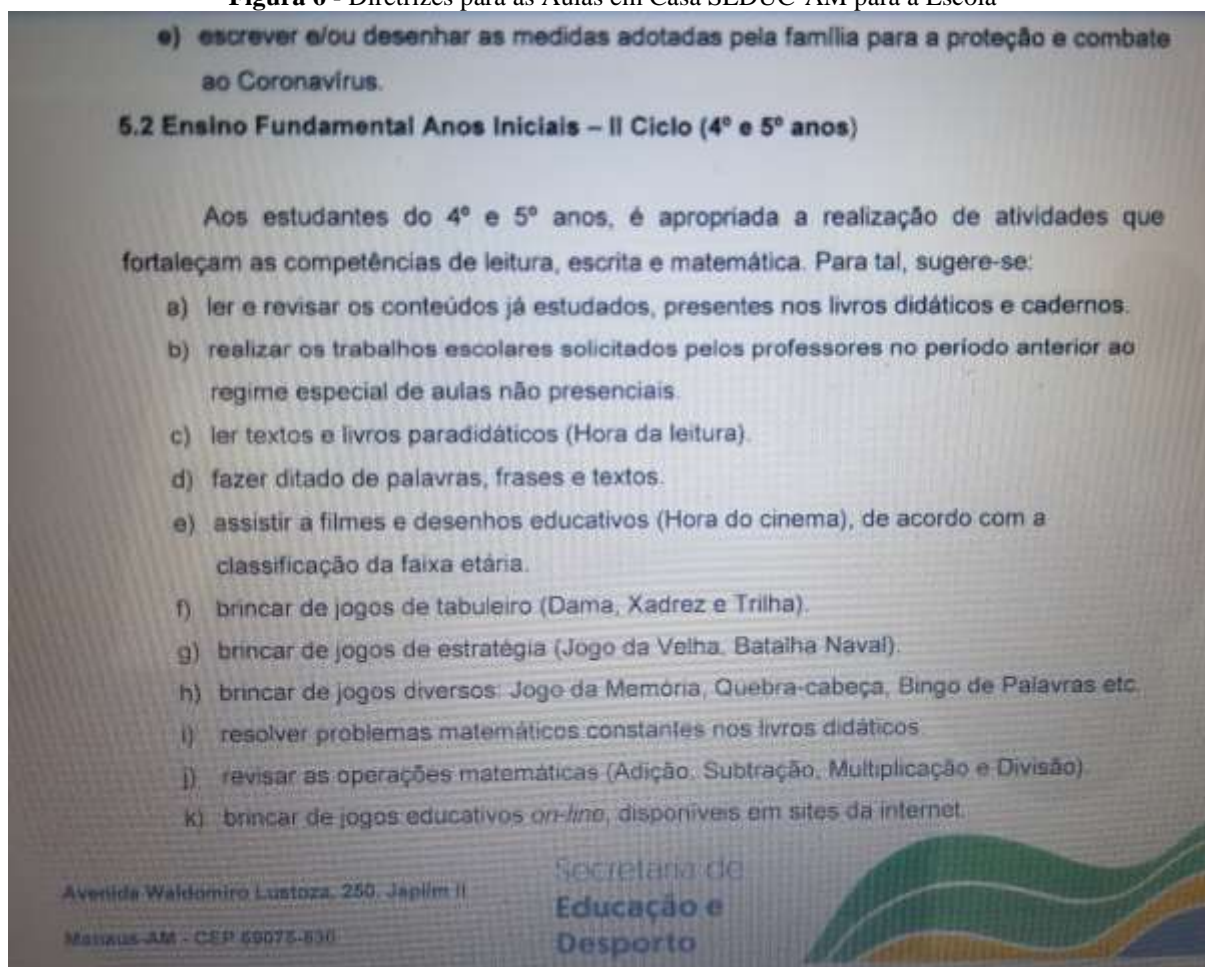 Figura 6 - Diretrizes para as Aulas em Casa SEDUC-AM para a Escola
e) escrever e/ou desenhar as medidas adotadas pela família para a proteção e combate
ao Coronavírus.
5.2 Ensino Fundamental Anos Iniciais – II Ciclo (4º e 5º anos)
Aos estudantes do 4º e 5º anos, é apropriada a realização de atividades que
fortaleçam as competências de leitura, escrita e matemática. Para tal, sugere-se:
a) ler e revisar os conteúdos já estudados, presentes nos livros didáticos e cadernos.
b) realizar os trabalhos escolares solicitados pelos professores no período anterior ao
regime especial de aulas não presenciais.
c) ler textos e livros paradidáticos (Hora da leitura).
d) fazer ditado de palavras, frases e textos.
e) assistir a filmes e desenhos educativos (Hora do cinema), de acordo com a
classificação da faixa etária.
f) brincar de jogos de tabuleiro (Dama, Xadrez e Trilha).
g) brincar de jogos de estratégia (Jogo da Velha, Batalha Naval).
h) brincar de jogos diversos: Jogo da Memória, Quebra-cabeça, Bingo de Palavras etc.
i) resolver problemas matemáticos constantes nos livros didáticos.
j) revisar as operações matemáticas (Adição, Subtração, Multiplicação e Divisão).
k) brincar de jogos educativos on-line, disponíveis em sites da internet.
Avenida Waldomiro Lustoza, 250, Japiim II
Manaus-AM - CEP
Secretaria de
Educação e
Desporto